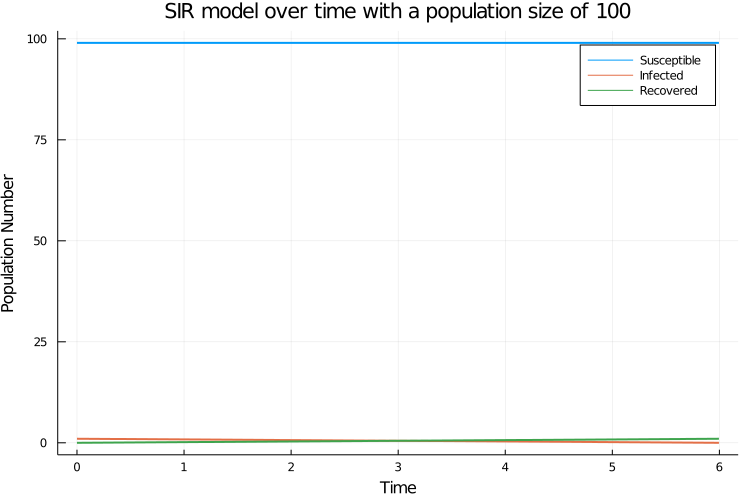 SIR model over time with a population size of 100
100
Susceptible
Infected
Recovered
75
50
25
0
Population Number
0 1 2 3 4 5 6
Time